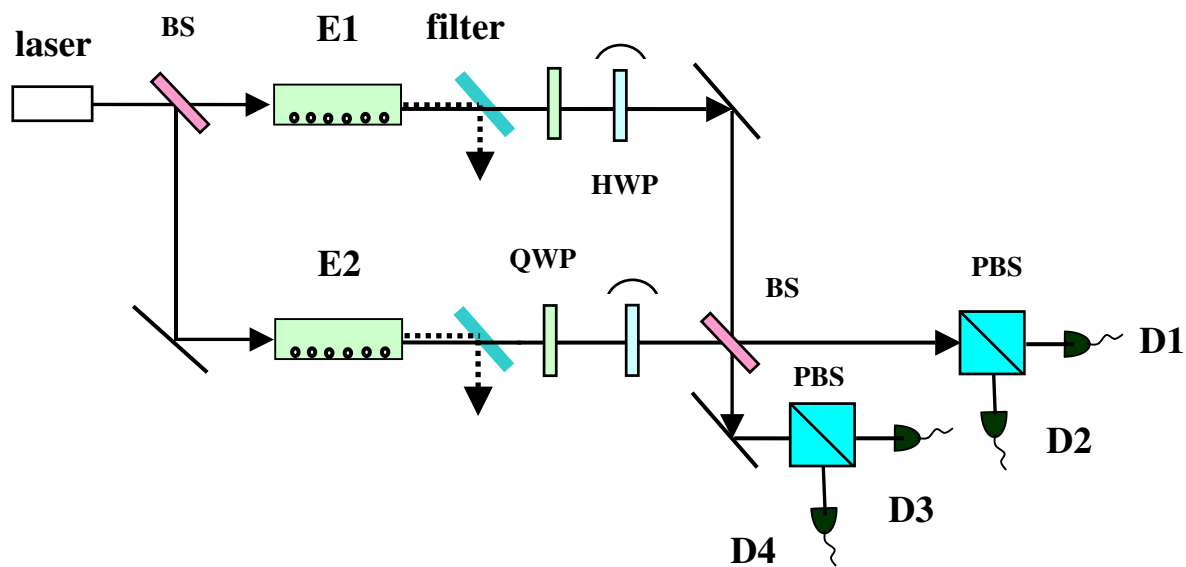 BS
E1
filter
laser
HWP
E2
QWP
BS
PBS
D1
PBS
D2
D3
D4